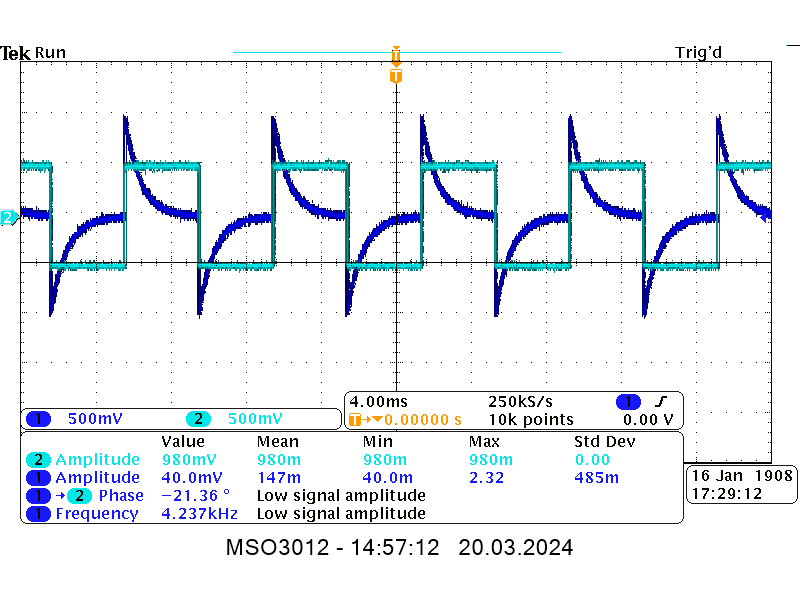 Tek Run Trig'd
T
T
2
4.00ms 250kS/s 1
1 500mV 2 500mV T→▼0.00000 s 10k points 0.00 V
Value Mean Min Max Std Dev
2 Amplitude 980mV 980m 980m 980m 0.00
1 Amplitude 40.0mV 147m 40.0m 2.32 485m
1 → 2 Phase −21.36 ° Low signal amplitude
1 Frequency 4.237kHz Low signal amplitude
16 Jan 1908
17:29:12
MSO3012 - 14:57:12 20.03.2024